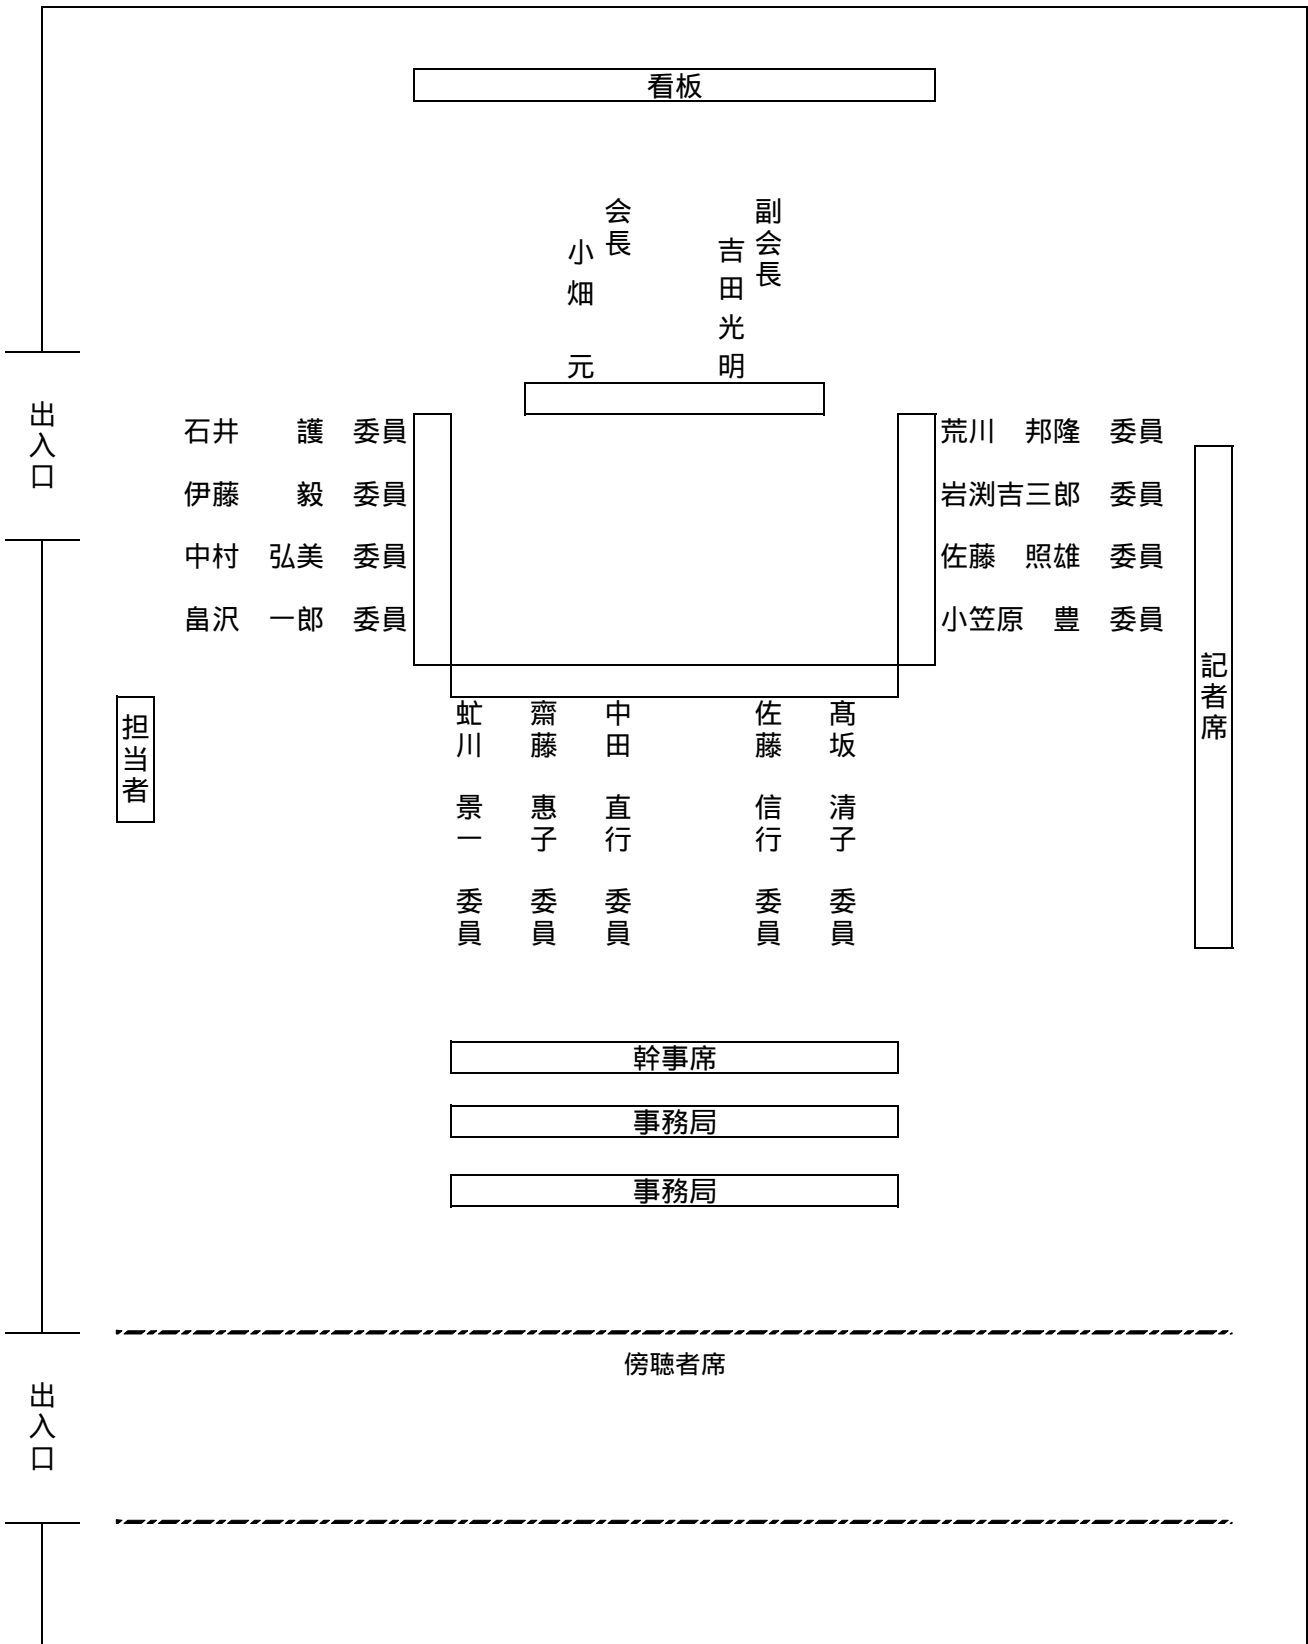 看板
会長
小畑　元
副会長
吉田光明
出入口
石井　　護　委員
荒川　邦隆　委員
伊藤　　毅　委員
岩渕吉三郎　委員
中村　弘美　委員
佐藤　照雄　委員
畠沢　一郎　委員
小笠原　豊　委員
記者席
担当者
虻川　景一　委員
齋藤　惠子　委員
中田　直行　委員
佐藤　信行　委員
髙坂　清子　委員
幹事席
事務局
事務局
傍聴者席
出入口